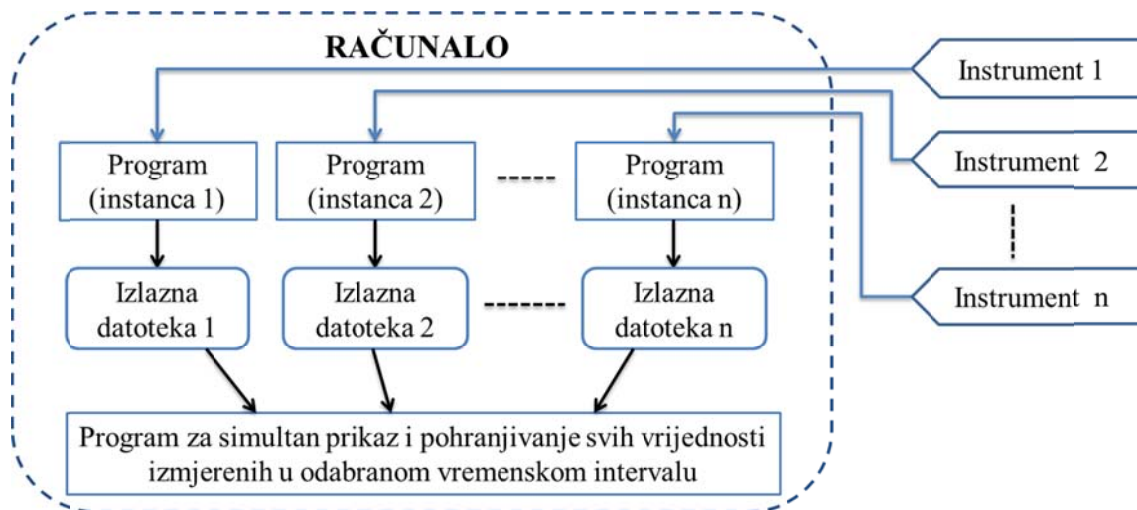 RAČUNALO
Instrument 1
Instrument 2
Instrument n
Program
(instanca 1)
Program
(instanca 2)
Program
(instanca n)
Izlazna
datoteka 1
Izlazna
datoteka 2
Izlazna
datoteka n
Program za simultan prikaz i pohranjivanje svih vrijednosti
izmjerenih u odabranom vremenskom intervalu